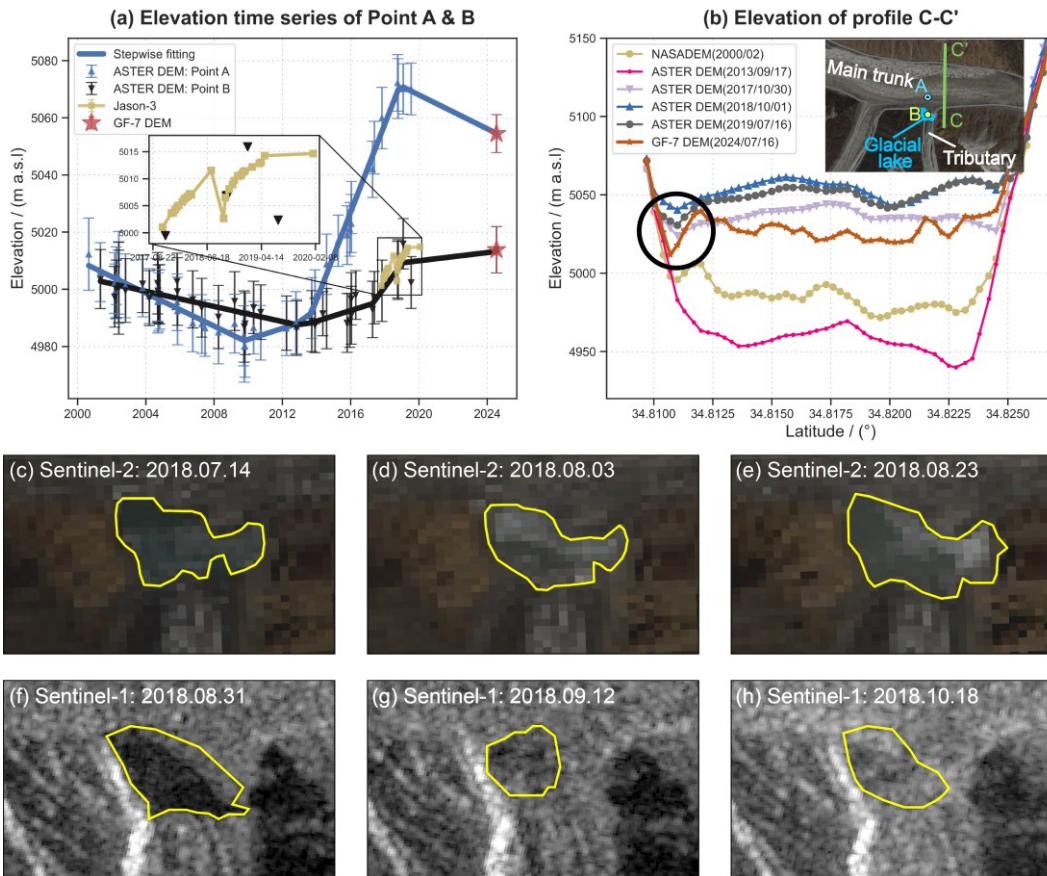 (a) Elevation time series of Point A & B
Elevation / (m a.s.l)
5080
5060
5040
5020
5000
4980
2000
2004
2008
2012
2016
2020
2024
Stepwise fitting
ASTER DEM: Point A
ASTER DEM: Point B
Jason-3
GF-7 DEM
5015
5010
5005
5000
2017-08-22
2018-06-18
2019-04-14
2020-02-08
(b) Elevation of profile C-C'
Elevation / (m a.s.l)
5150
5100
5050
5000
4950
34.8100
34.8125
34.8150
34.8175
34.8200
34.8225
34.8250
Latitude / (°)
NASADEM(2000/02)
ASTER DEM(2013/09/17)
ASTER DEM(2017/10/30)
ASTER DEM(2018/10/01)
ASTER DEM(2019/07/16)
GF-7 DEM(2024/07/16)
C'
Main trunk
A
B
C
Glacial
lake
Tributary
(c) Sentinel-2: 2018.07.14
(d) Sentinel-2: 2018.08.03
(e) Sentinel-2: 2018.08.23
(f) Sentinel-1: 2018.08.31
(g) Sentinel-1: 2018.09.12
(h) Sentinel-1: 2018.10.18